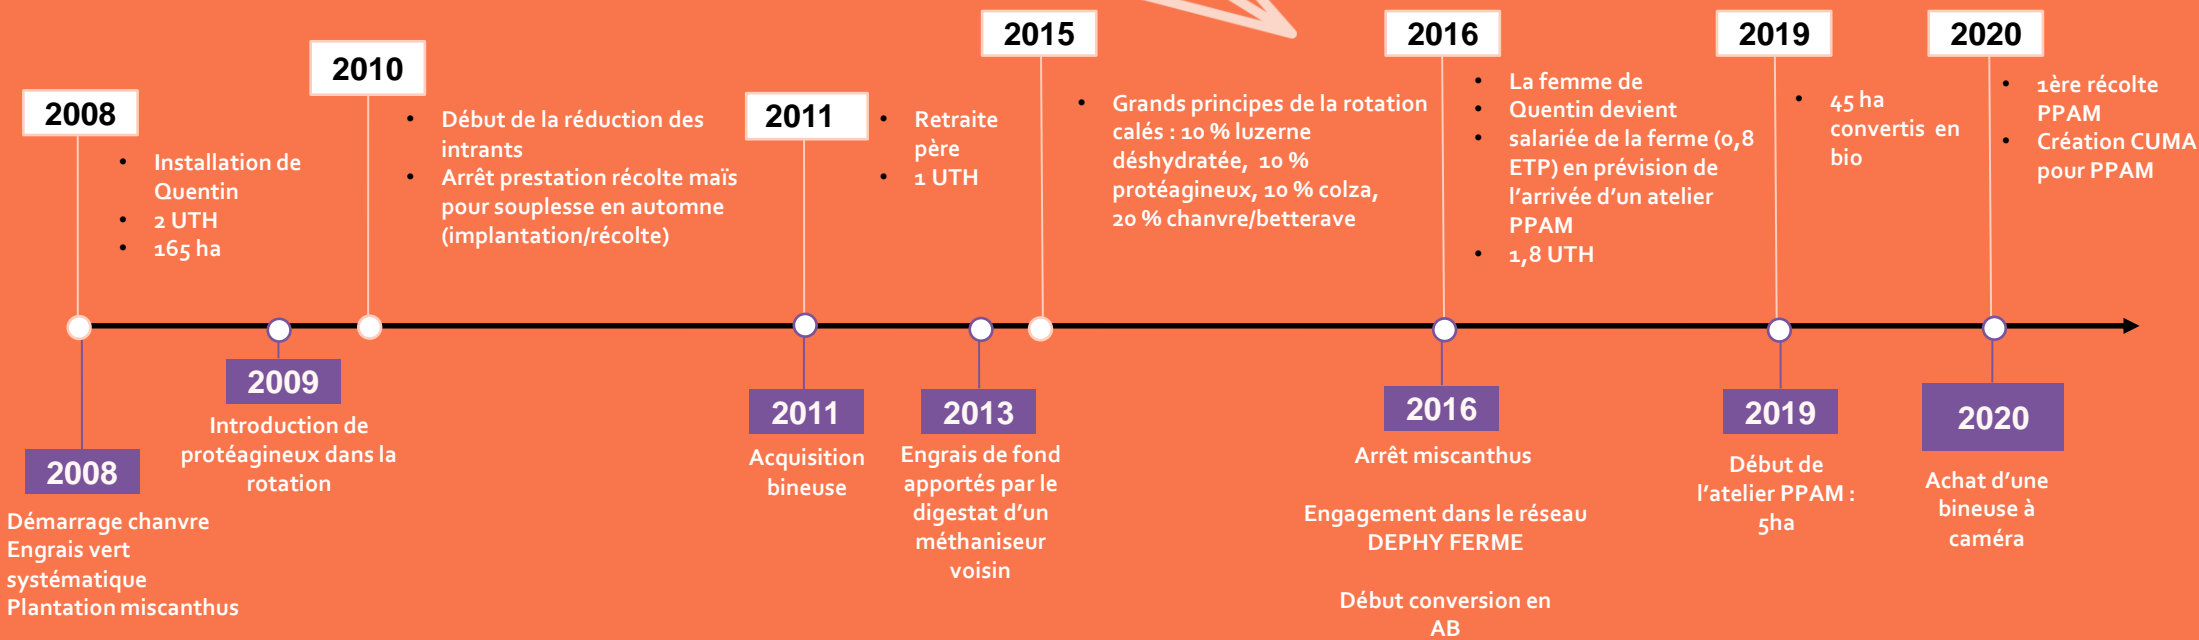 2008
• Installation de
Quentin
• 2 UTH
• 165 ha
2010
• Début de la réduction des
intrants
• Arrêt prestation récolte maïs
pour souplesse en automne
(implantation/récolte)
2011
• Retraite
père
• 1 UTH
2015
• Grands principes de la rotation
calés : 10 % luzerne
déshydratée, 10 %
protéagineux, 10 % colza,
20 % chanvre/betterave
2016
• La femme de
• Quentin devient
• salariée de la ferme (0,8
ETP) en prévision de
l’arrivée d’un atelier
PPAM
• 1,8 UTH
2019
• 45 ha
convertis en
bio
2020
• 1ère récolte
PPAM
• Création CUMA
pour PPAM
2008
Démarrage chanvre
Engrais vert
systématique
Plantation miscanthus
2009
Introduction de
protéagineux dans la
rotation
2011
Acquisition
bineuse
2013
Engrais de fond
apportés par le
digestat d’un
méthaniseur
voisin
2016
Arrêt miscanthus
Engagement dans le réseau
DEPHY FERME
Début conversion en
AB
2019
Début de
l’atelier PPAM :
5ha
2020
Achat d’une
bineuse à
caméra